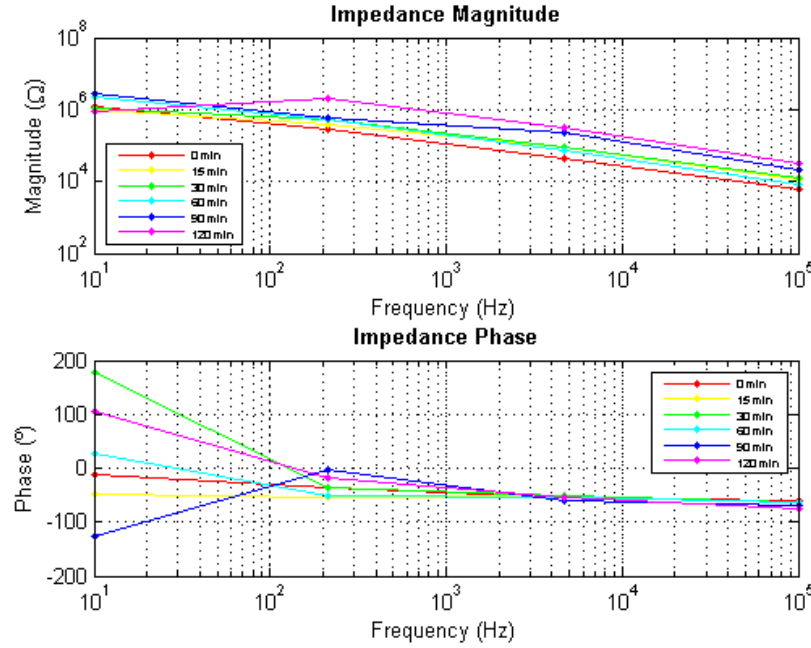 Impedance Magnitude
10^8
10^6
10^4
10^2
Magnitude (Ω)
0 min
15 min
30 min
60 min
90 min
120 min
10^1
10^2
10^3
10^4
10^5
Frequency (Hz)
Impedance Phase
200
100
0
-100
-200
Phase (º)
0 min
15 min
30 min
60 min
90 min
120 min
10^1
10^2
10^3
10^4
10^5
Frequency (Hz)